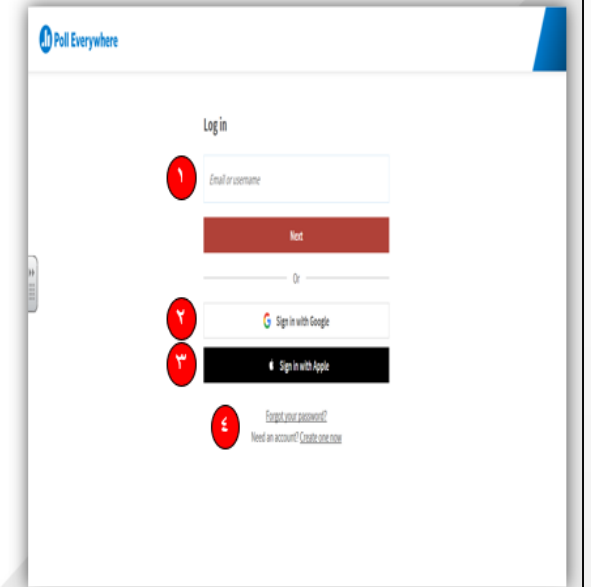 Poll Everywhere
Log in
١ Email or username
Next
Or
٢ Sign in with Google
٣ Sign in with Apple
Forgot your password?
٤ Need an account? Create one now